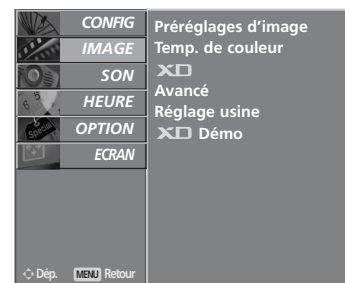 CONFIG
IMAGE
SON
HEURE
OPTION
ECRAN
Préréglages d'image
Temp. de couleur
XD
Avancé
Réglage usine
XD Démo
Dép. MENU Retour